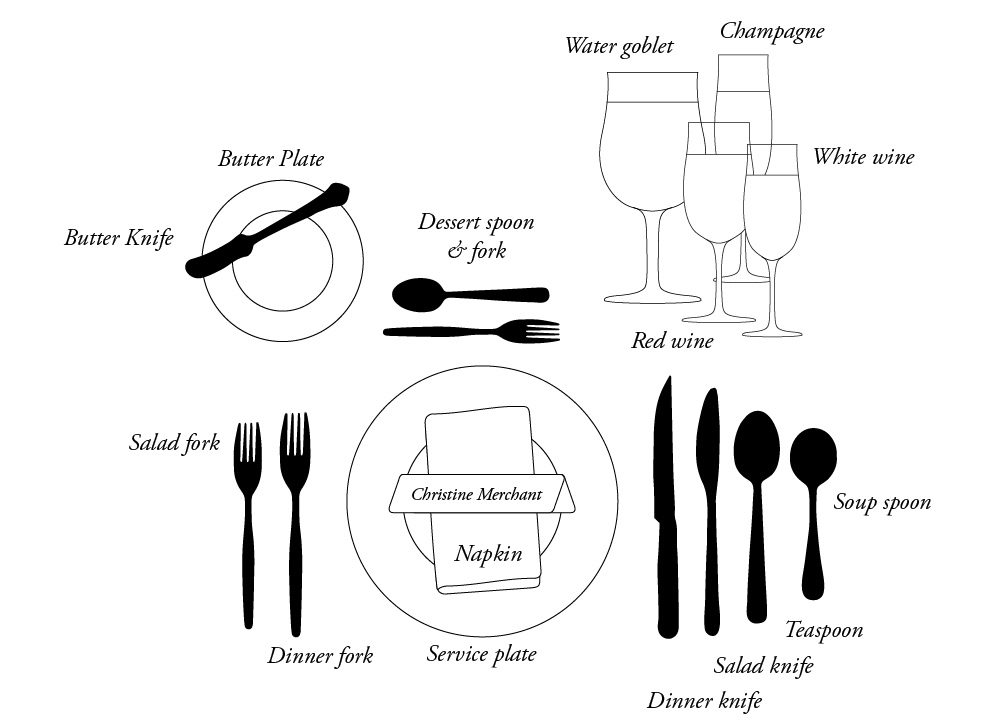 Champagne
Water goblet
Butter Plate
White wine
Dessert spoon
& fork
Butter Knife
Red wine
Salad fork
Christine Merchant
Soup spoon
Napkin
Teaspoon
Dinner fork
Service plate
Salad knife
Dinner knife